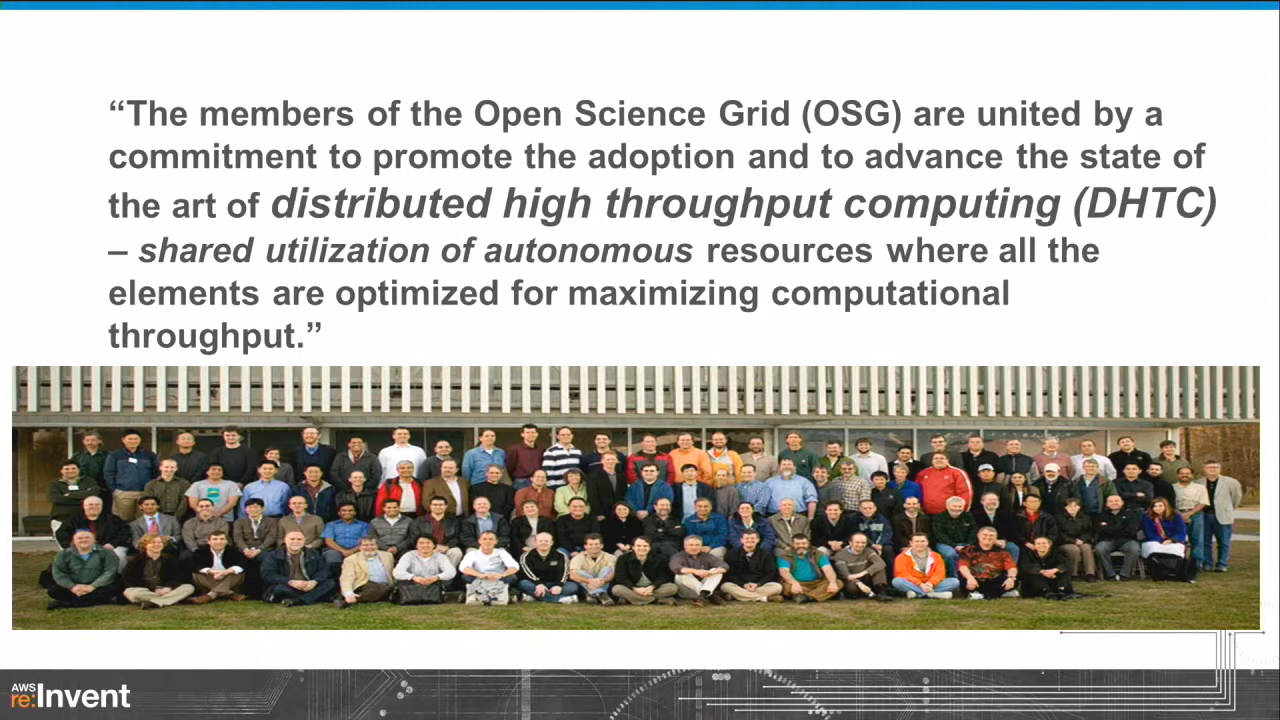 “The members of the Open Science Grid (OSG) are united by a
commitment to promote the adoption and to advance the state of
the art of distributed high throughput computing (DHTC)
– shared utilization of autonomous resources where all the
elements are optimized for maximizing computational
throughput.”
AWS
re:Invent